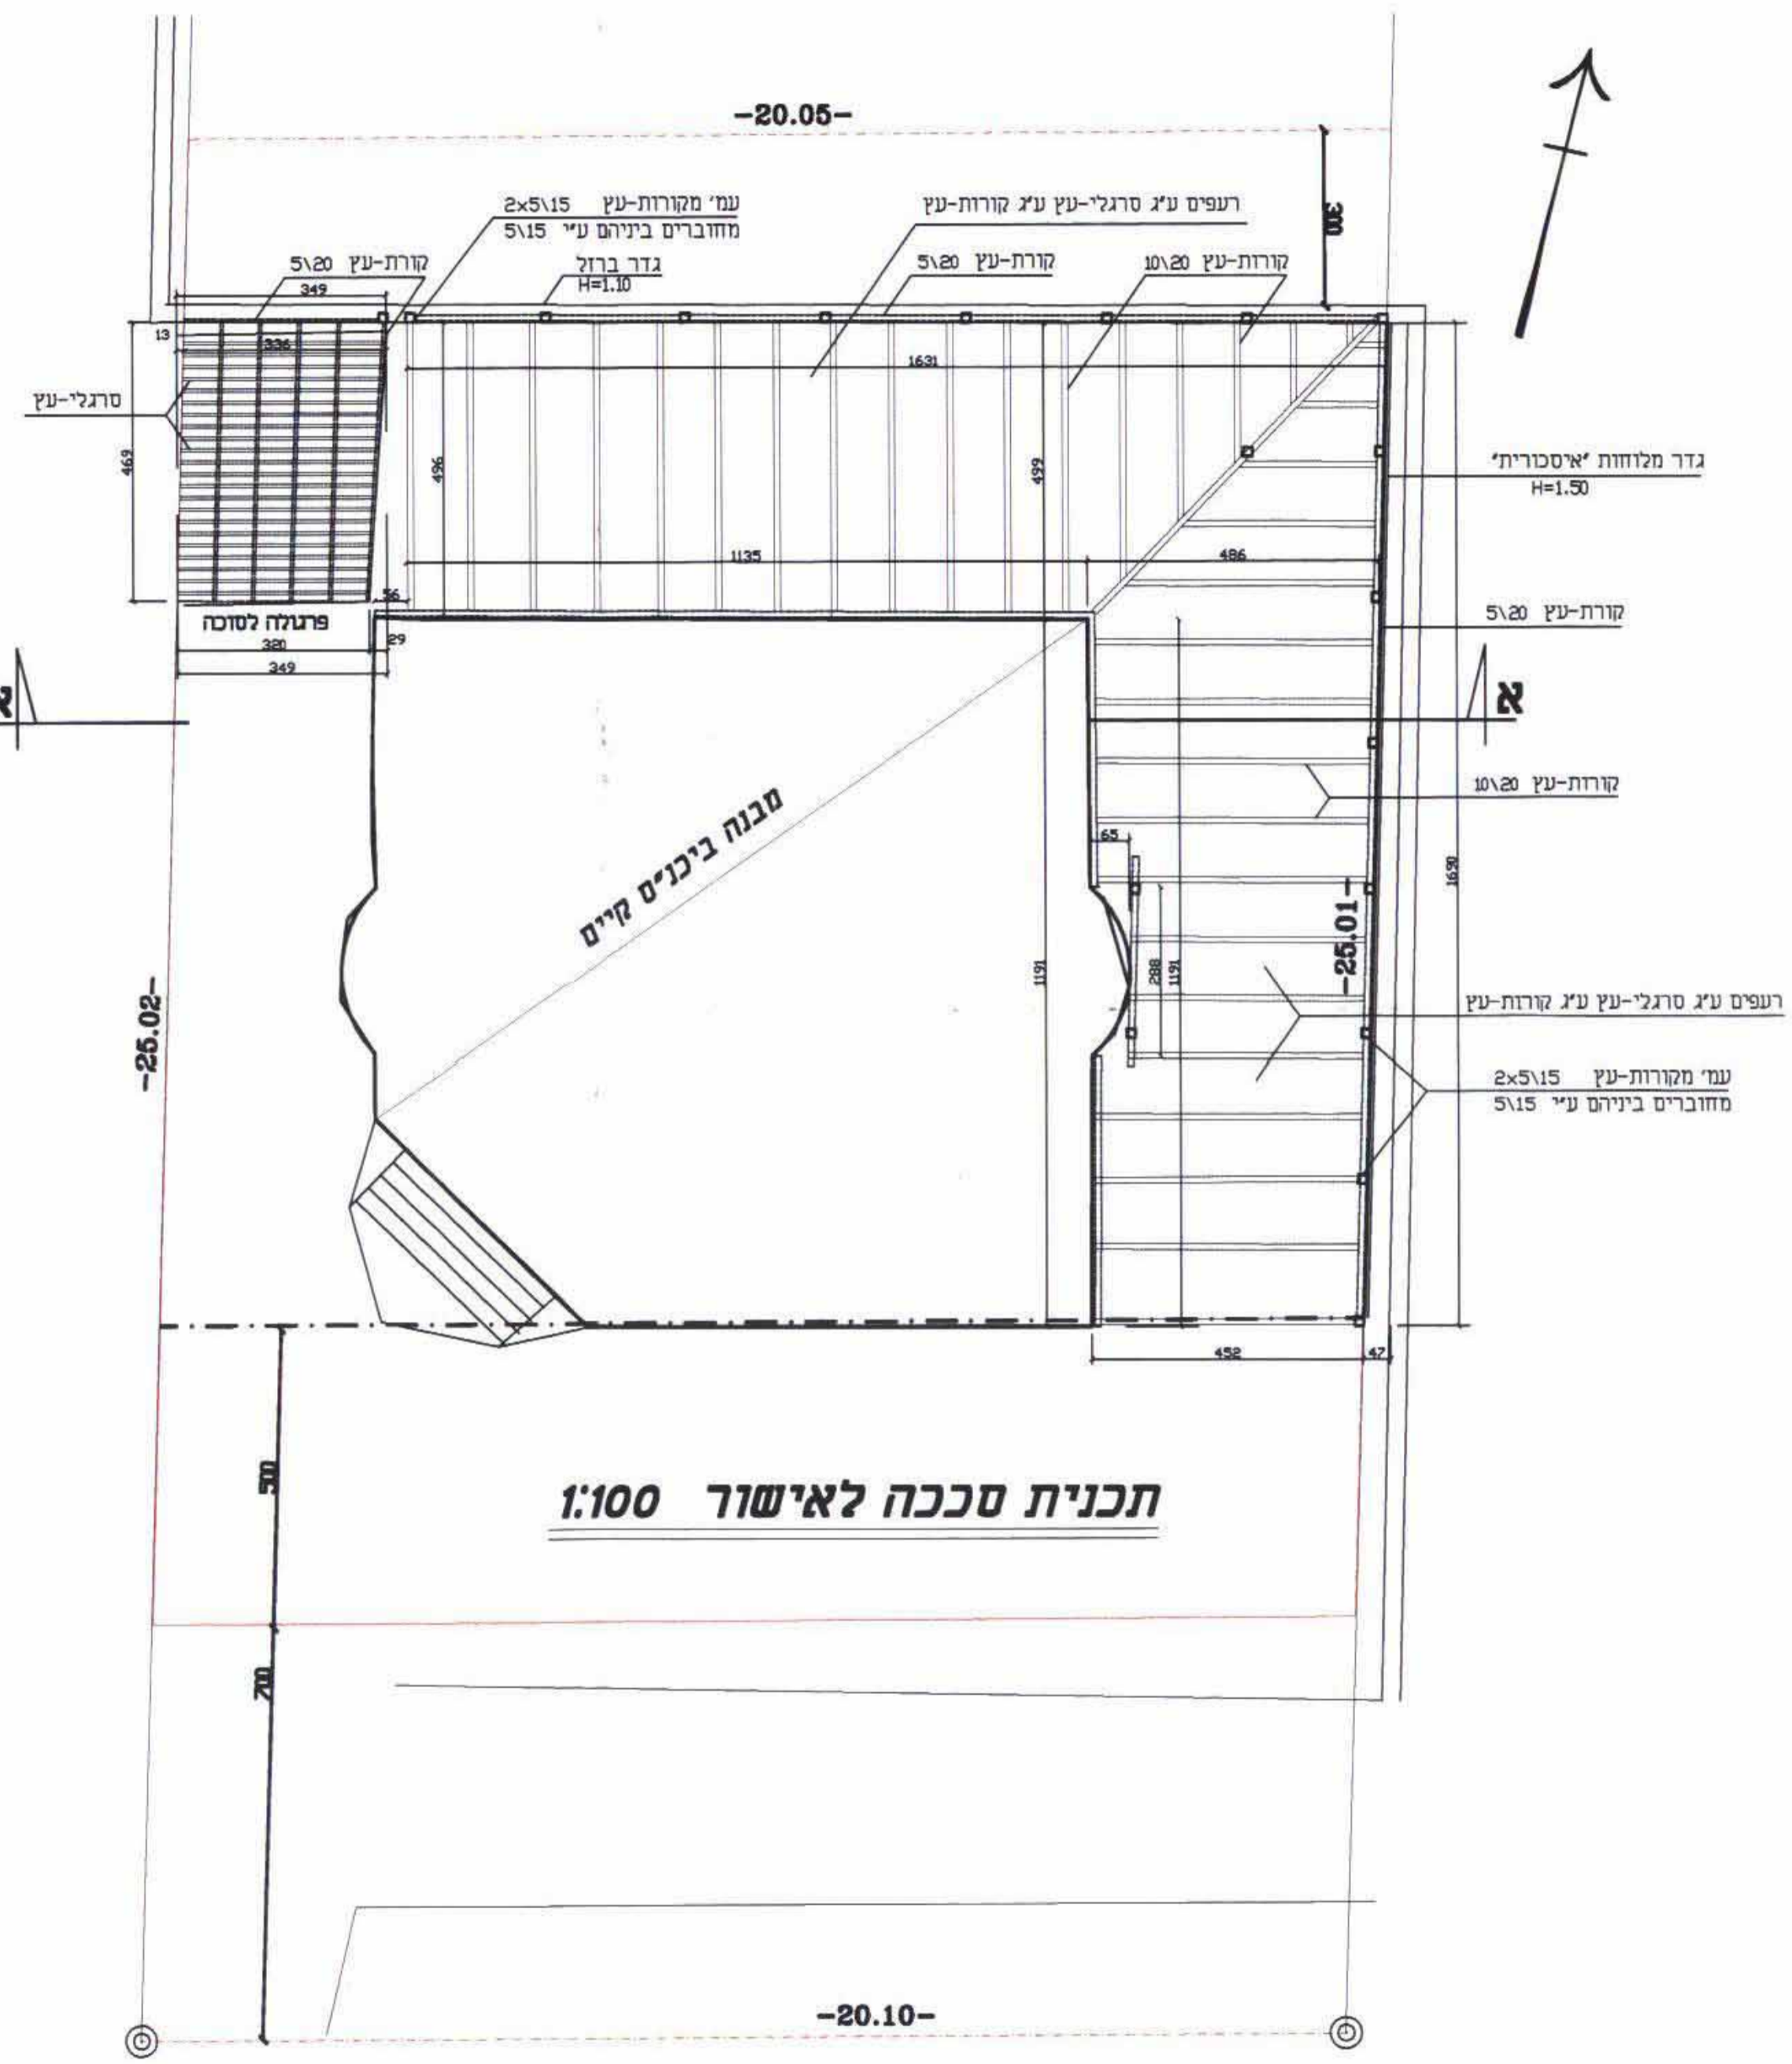 -20.05-
300
עמ' מקורות-עץ 2x5\15
מחוברים ביניהם ע"י 5\15
רעפים ע"ג סרגלי-עץ ע"ג קורות-עץ
קורת-עץ 5\20
גדר ברזל
H=1.10
קורת-עץ 5\20
קורות-עץ 10\20
349
13
336
1631
סרגלי-עץ
469
496
499
גדר מלוחות "איסכורית"
H=1.50
1135
486
56
פרגולה לסוכה
320
29
349
קורת-עץ 5\20
א
א
קורות-עץ 10\20
מבנה ביכנ"ס קיים
65
1690
-25.01-
288
1191
1191
-25.02-
רעפים ע"ג סרגלי-עץ ע"ג קורות-עץ
עמ' מקורות-עץ 2x5\15
מחוברים ביניהם ע"י 5\15
452
47
500
תכנית סככה לאישור 1:100
700
-20.10-